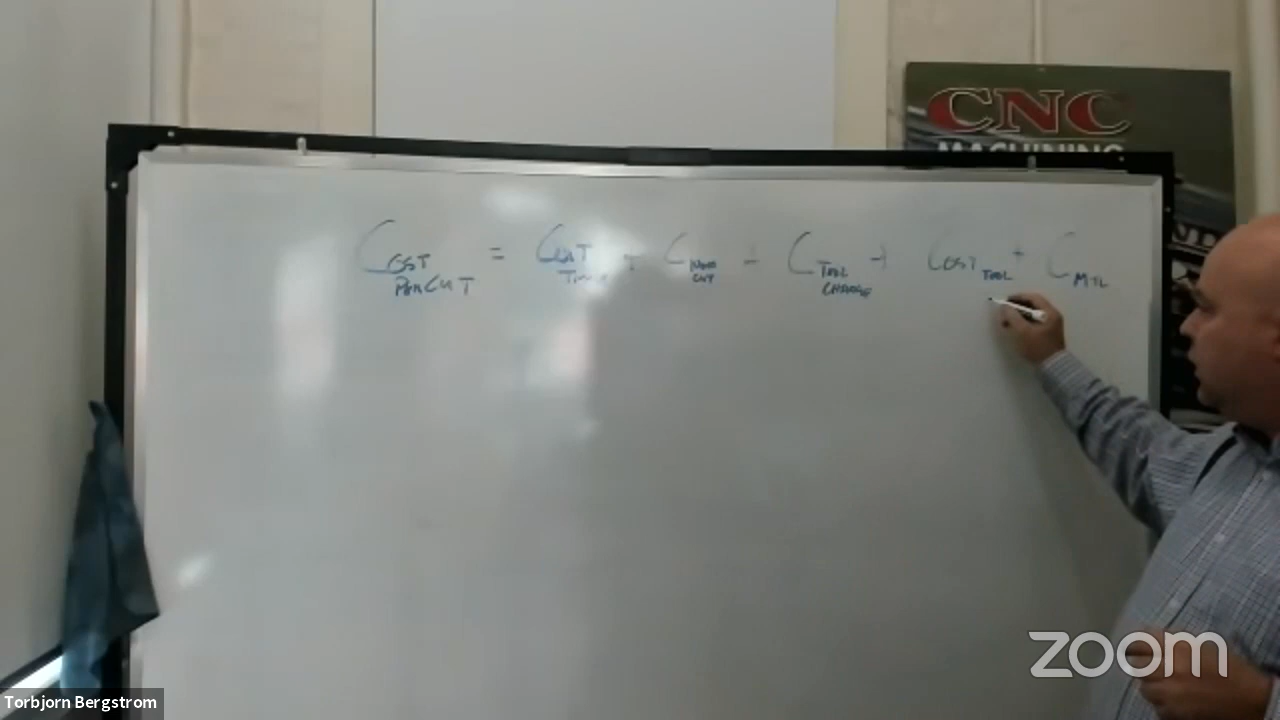 CNC
MACHINING
COST PER CUT = COST TIME + C NON CUT + C TOOL CHANGE + COST TOOL + C MTL
zoom
Torbjorn Bergstrom